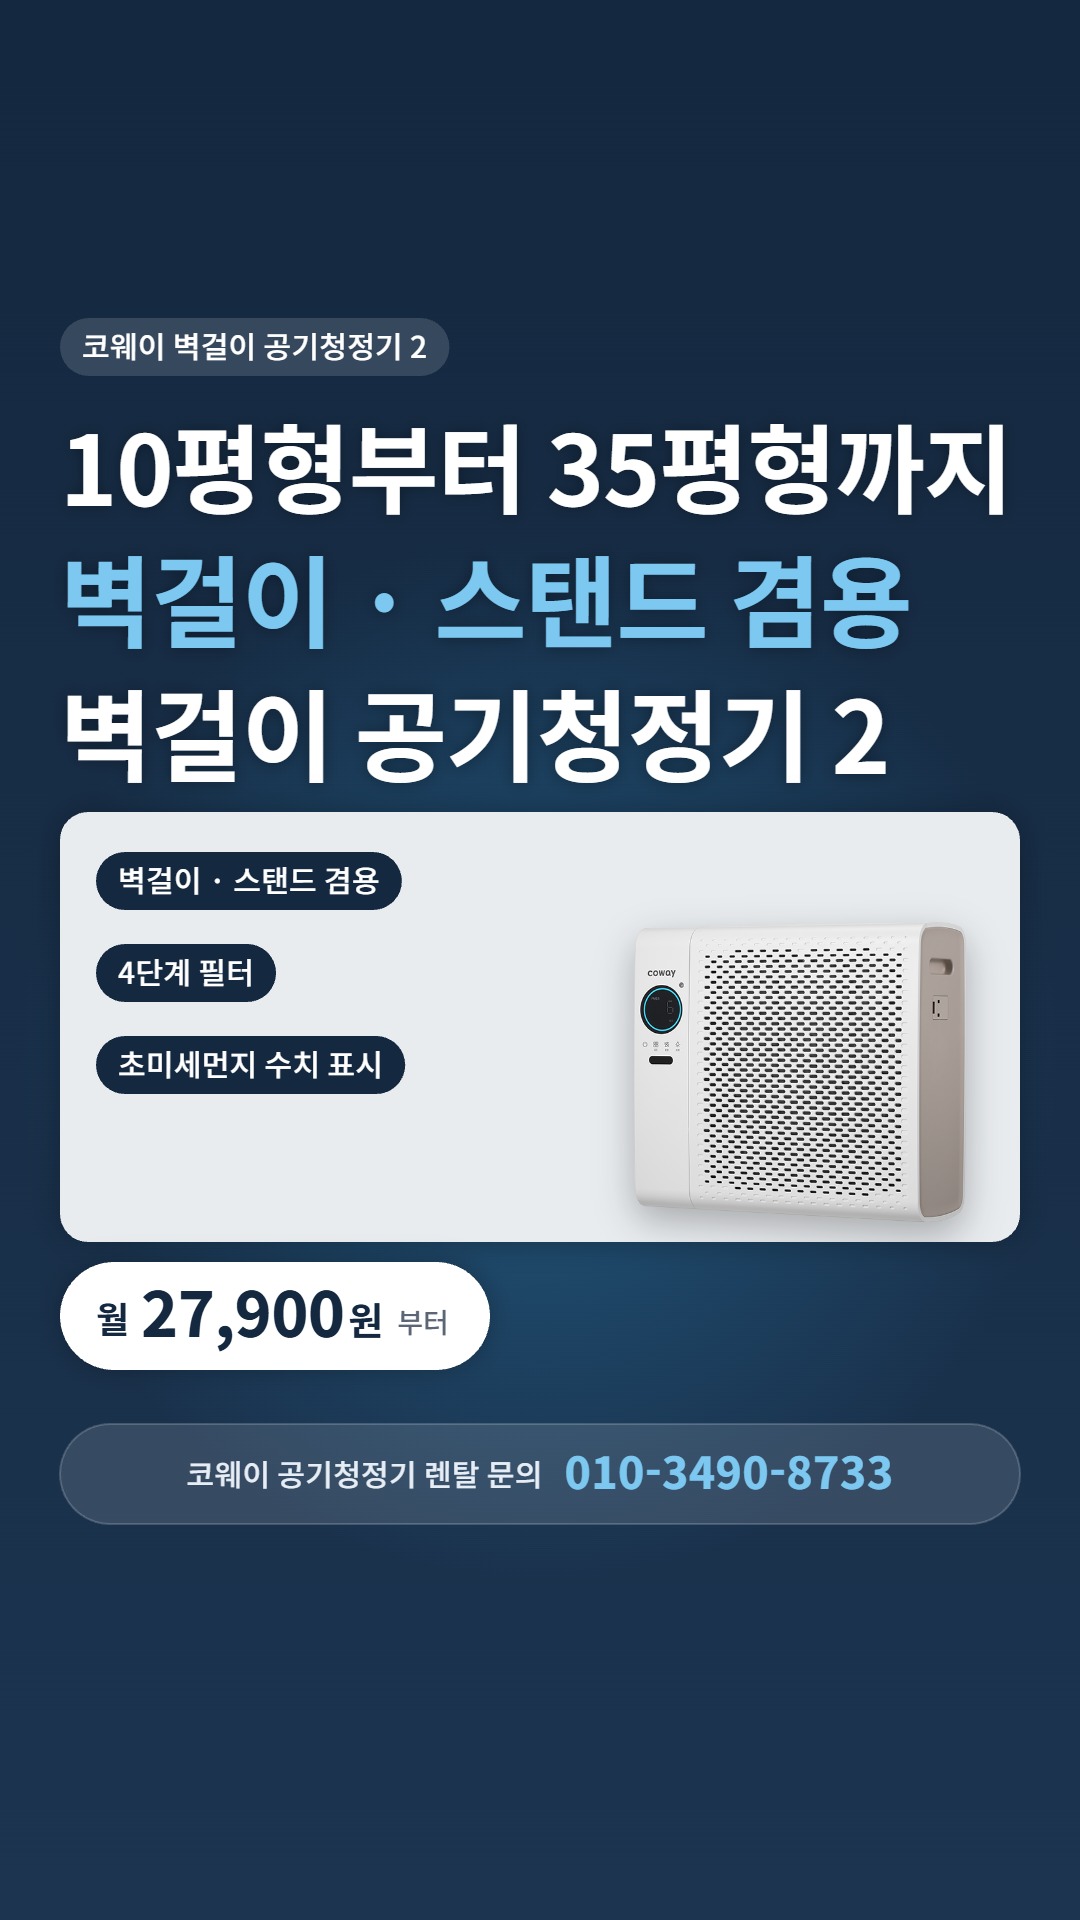 코웨이 벽걸이 공기청정기 2
10평형부터 35평형까지
벽걸이 · 스탠드 겸용
벽걸이 공기청정기 2
벽걸이 · 스탠드 겸용
4단계 필터
초미세먼지 수치 표시
coway
월 27,900원 부터
코웨이 공기청정기 렌탈 문의 010-3490-8733